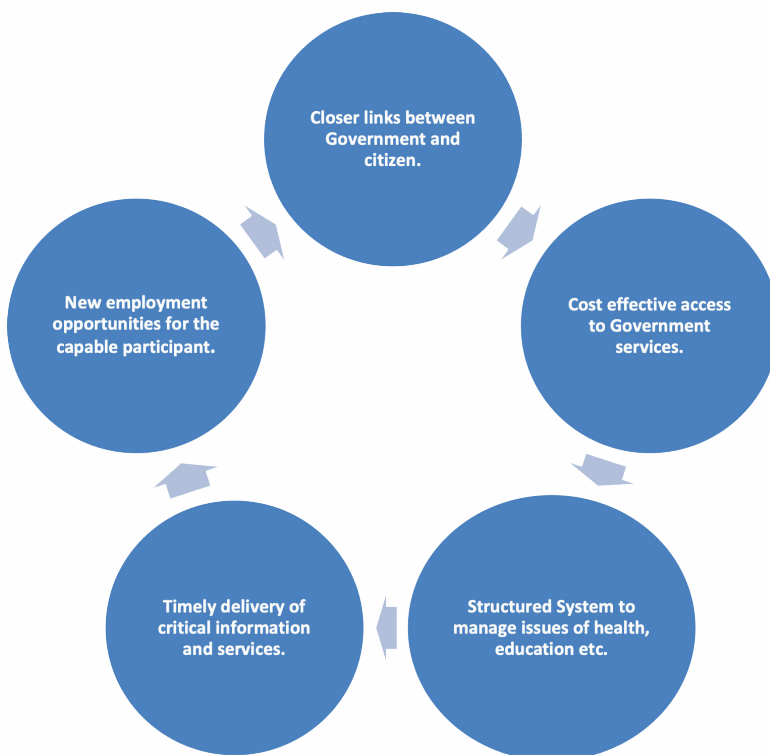 Closer links between
Government and
citizen.
Cost effective access
to Government
services.
Structured System to
manage issues of health,
education etc.
Timely delivery of
critical information
and services.
New employment
opportunities for the
capable participant.